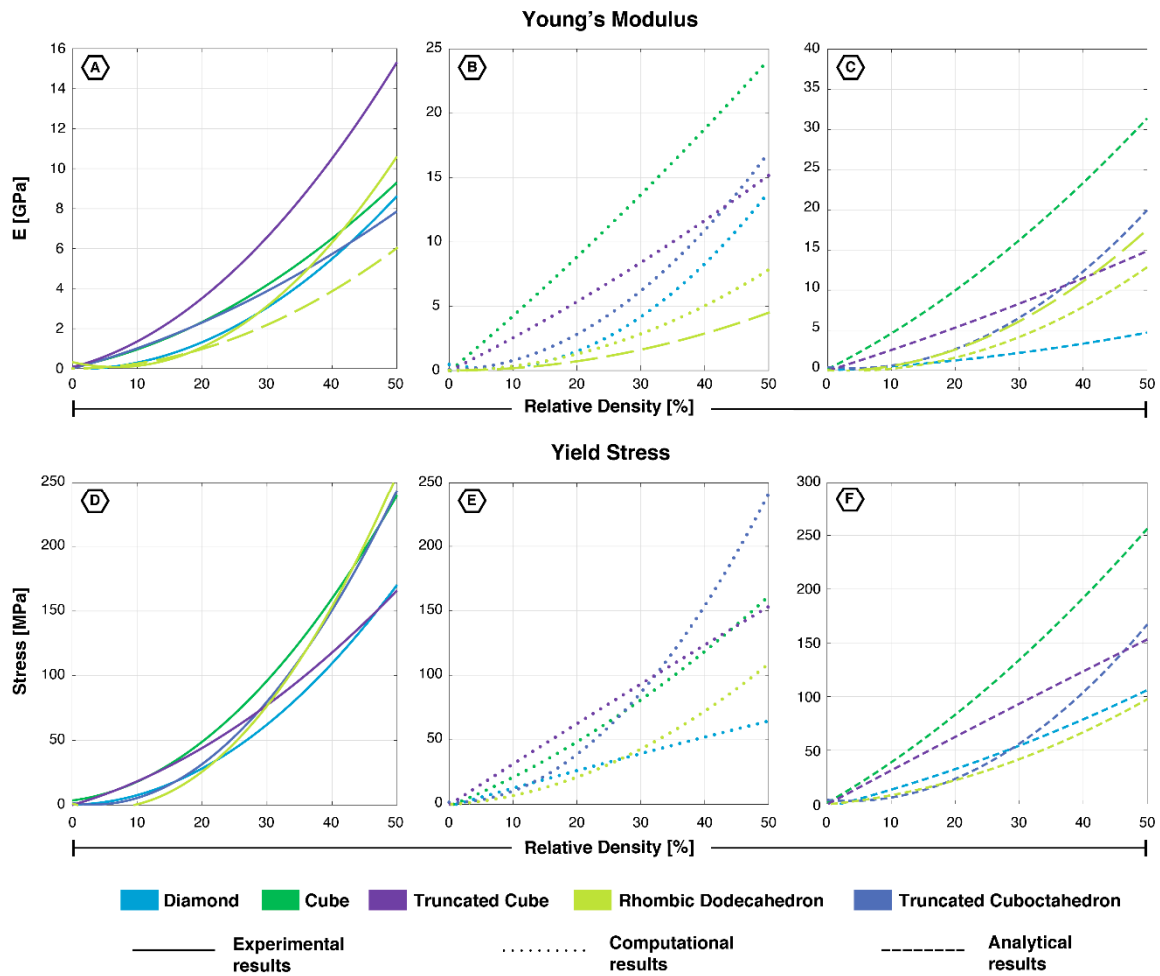 Young's Modulus
A
B
C
16
14
12
10
8
6
4
2
0
25
20
15
10
5
0
40
35
30
25
20
15
10
5
0
E [GPa]
0 10 20 30 40 50
0 10 20 30 40 50
0 10 20 30 40 50
Relative Density [%]
Yield Stress
D
E
F
250
200
150
100
50
0
250
200
150
100
50
0
300
250
200
150
100
50
0
Stress [MPa]
0 10 20 30 40 50
0 10 20 30 40 50
0 10 20 30 40 50
Relative Density [%]
Diamond Cube Truncated Cube Rhombic Dodecahedron Truncated Cuboctahedron
Experimental results
Computational results
Analytical results